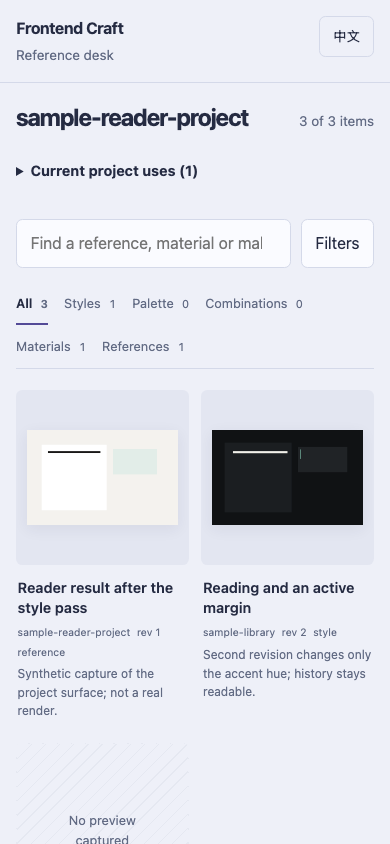 Frontend Craft
Reference desk
中文
sample-reader-project
3 of 3 items
Current project uses (1)
Find a reference, material or mal
Filters
All 3 Styles 1 Palette 0 Combinations 0
Materials 1 References 1
Reader result after the
style pass
sample-reader-project rev 1
reference
Synthetic capture of the
project surface; not a real
render.
Reading and an active
margin
sample-library rev 2 style
Second revision changes only
the accent hue; history stays
readable.
No preview
captured